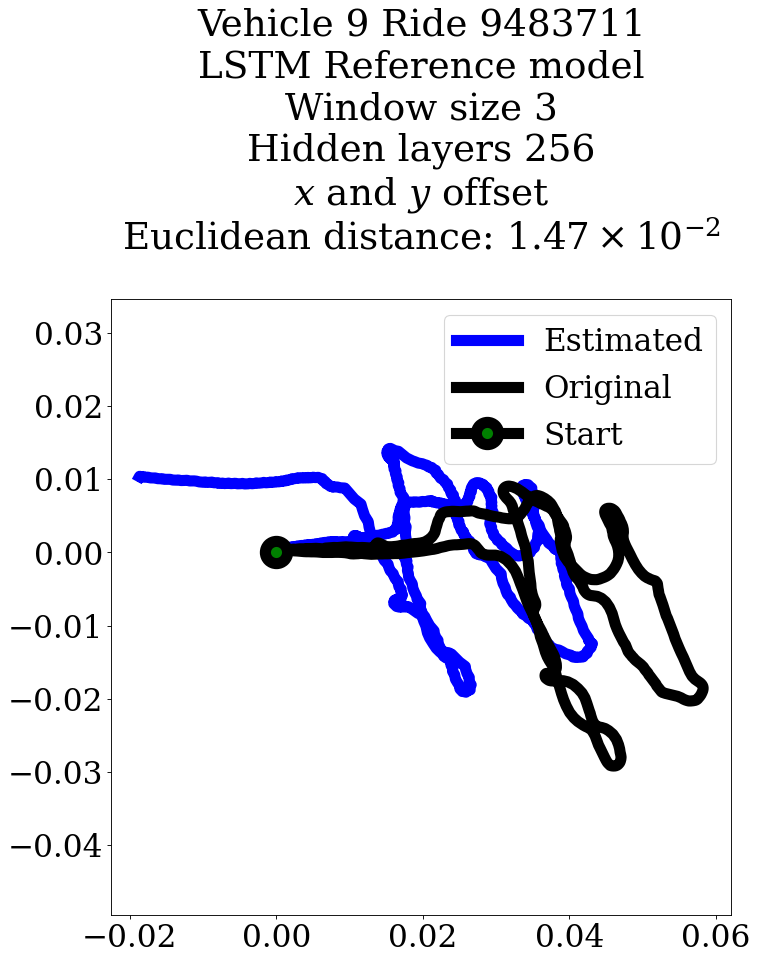 Vehicle 9 Ride 9483711
LSTM Reference model
Window size 3
Hidden layers 256
x and y offset
Euclidean distance: 1.47 × 10⁻²
Estimated
Original
Start
0.03
0.02
0.01
0.00
−0.01
−0.02
−0.03
−0.04
−0.02 0.00 0.02 0.04 0.06